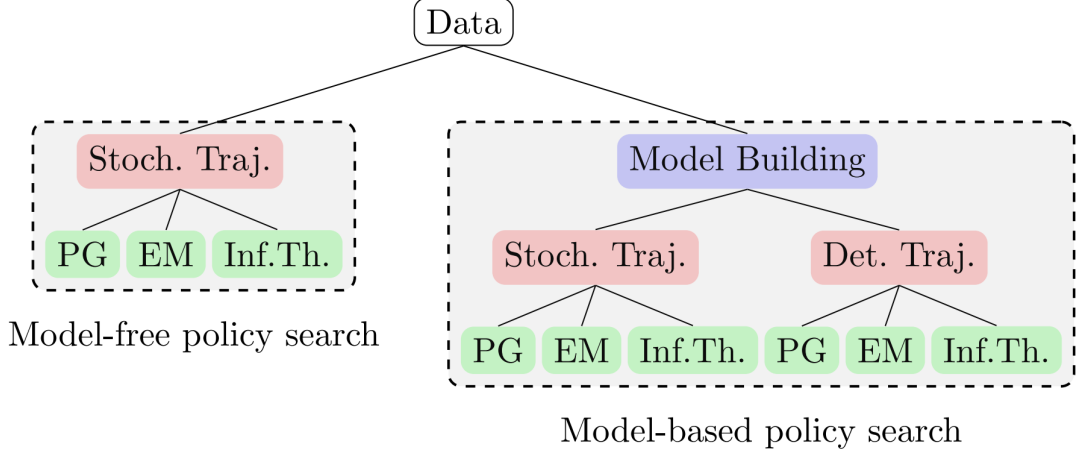 Data
Stoch. Traj.
PG EM Inf.Th.
Model-free policy search
Model Building
Stoch. Traj. Det. Traj.
PG EM Inf.Th. PG EM Inf.Th.
Model-based policy search